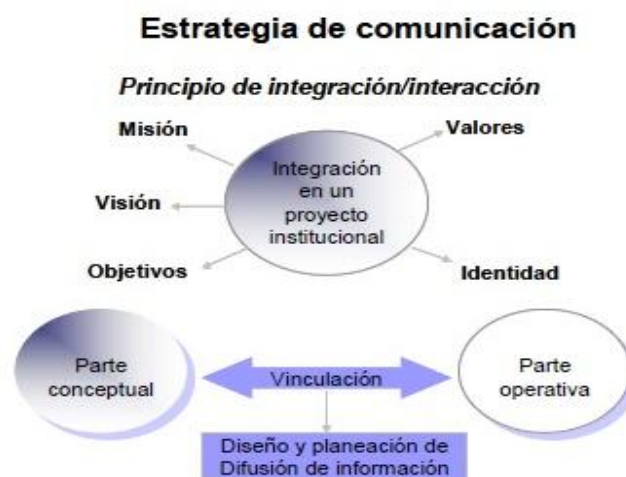 Estrategia de comunicación
Principio de integración/interacción
Misión
Valores
Integración
en un
proyecto
institucional
Visión
Objetivos
Identidad
Parte
conceptual
Vinculación
Parte
operativa
Diseño y planeación de
Difusión de información